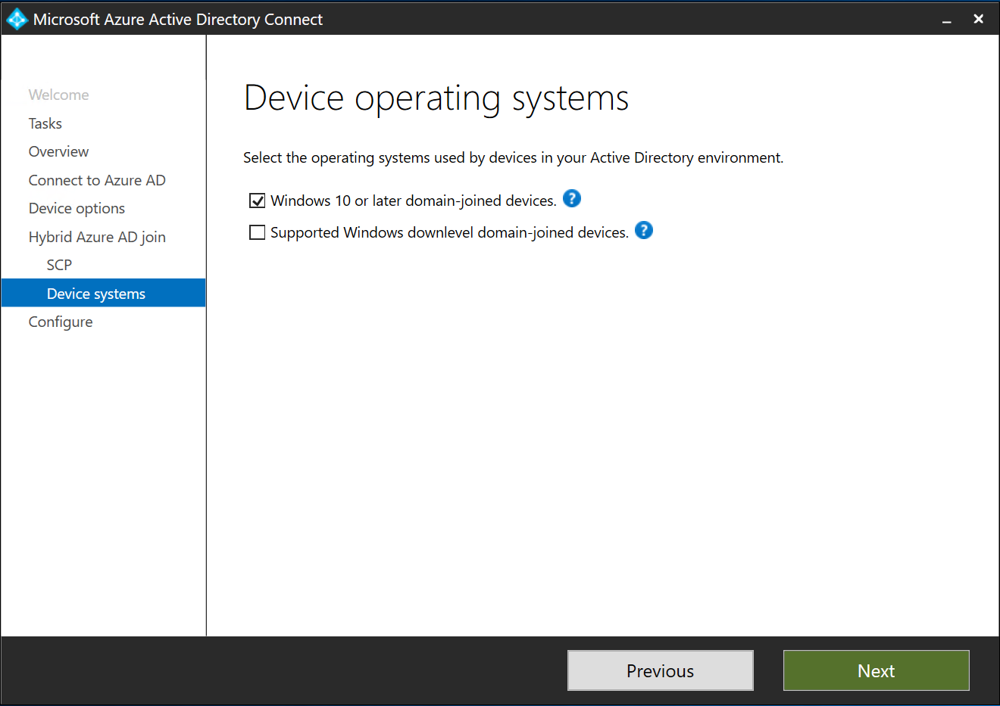 Microsoft Azure Active Directory Connect
Welcome
Tasks
Overview
Connect to Azure AD
Device options
Hybrid Azure AD join
SCP
Device systems
Configure
Device operating systems
Select the operating systems used by devices in your Active Directory environment.
Windows 10 or later domain-joined devices. ?
Supported Windows downlevel domain-joined devices. ?
Previous
Next